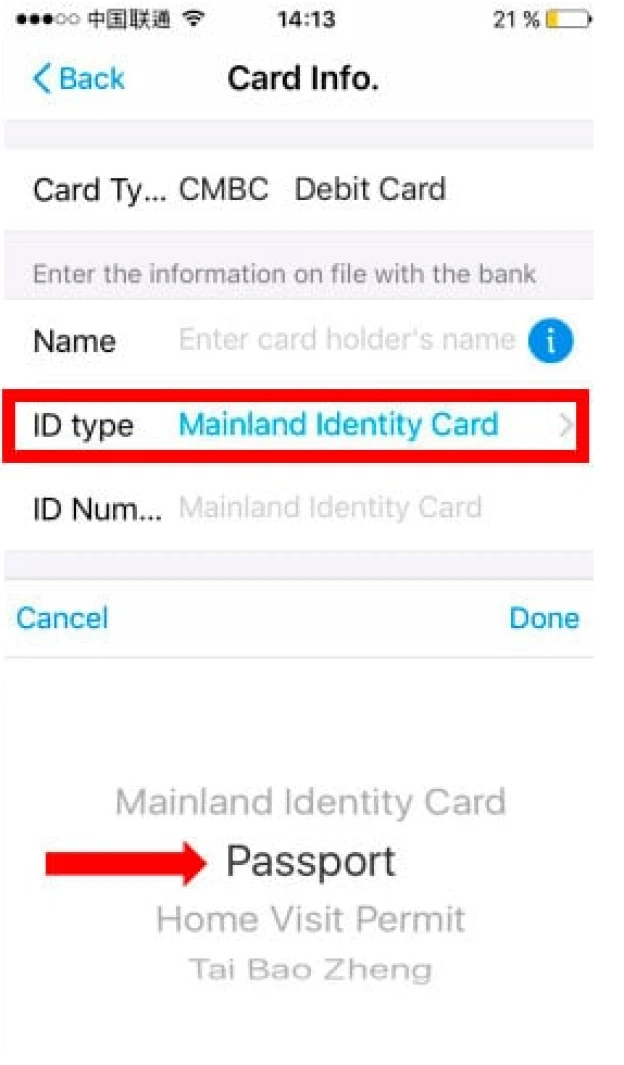 中国联通 14:13 21 %
Back Card Info.
Card Ty... CMBC Debit Card
Enter the information on file with the bank
Name Enter card holder's name i
ID type Mainland Identity Card
ID Num... Mainland Identity Card
Cancel Done
Mainland Identity Card
Passport
Home Visit Permit
Tai Bao Zheng